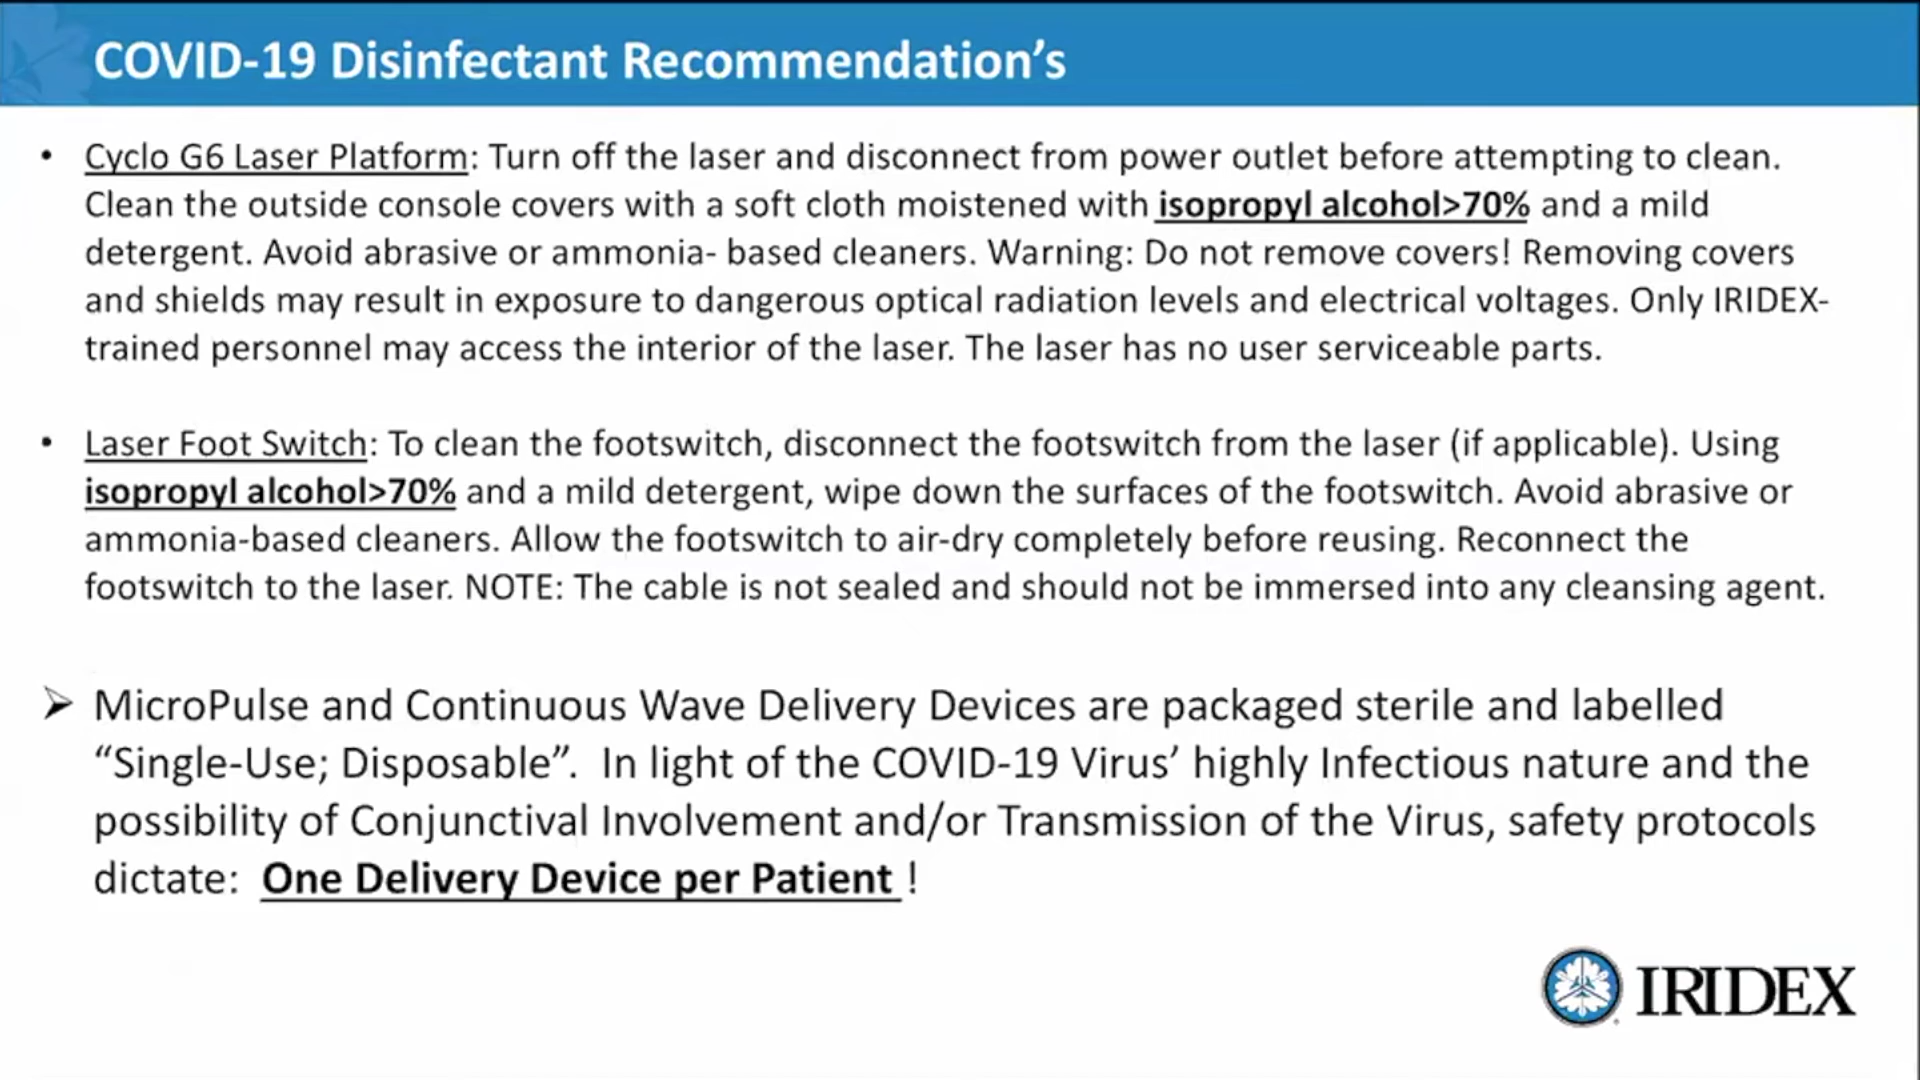 COVID-19 Disinfectant Recommendation’s
• Cyclo G6 Laser Platform: Turn off the laser and disconnect from power outlet before attempting to clean.
Clean the outside console covers with a soft cloth moistened with isopropyl alcohol>70% and a mild
detergent. Avoid abrasive or ammonia- based cleaners. Warning: Do not remove covers! Removing covers
and shields may result in exposure to dangerous optical radiation levels and electrical voltages. Only IRIDEX-
trained personnel may access the interior of the laser. The laser has no user serviceable parts.
• Laser Foot Switch: To clean the footswitch, disconnect the footswitch from the laser (if applicable). Using
isopropyl alcohol>70% and a mild detergent, wipe down the surfaces of the footswitch. Avoid abrasive or
ammonia-based cleaners. Allow the footswitch to air-dry completely before reusing. Reconnect the
footswitch to the laser. NOTE: The cable is not sealed and should not be immersed into any cleansing agent.
➢ MicroPulse and Continuous Wave Delivery Devices are packaged sterile and labelled
“Single-Use; Disposable”.  In light of the COVID-19 Virus’ highly Infectious nature and the
possibility of Conjunctival Involvement and/or Transmission of the Virus, safety protocols
dictate:  One Delivery Device per Patient !
IRIDEX